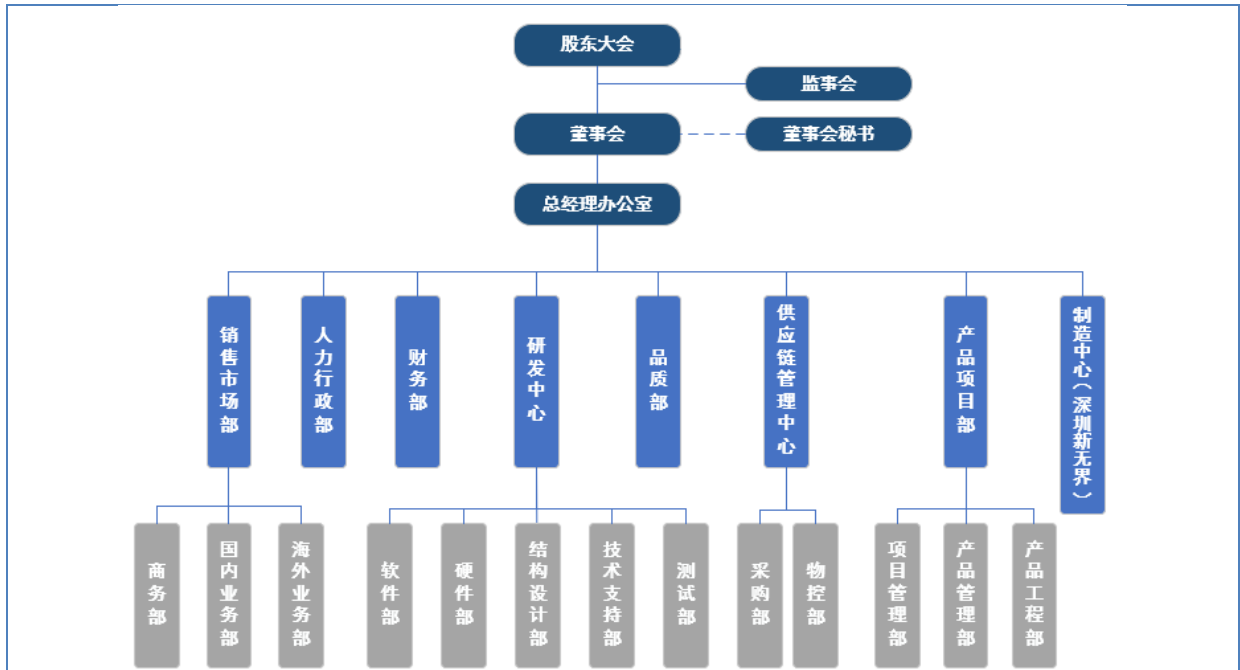 股东大会
监事会
董事会
董事会秘书
总经理办公室
销售市场部
人力行政部
财务部
研发中心
品质部
供应链管理中心
产品项目部
制造中心（深圳新无界）
商务部
国内业务部
海外业务部
软件部
硬件部
结构设计部
技术支持部
测试部
采购部
物控部
项目管理部
产品管理部
产品工程部